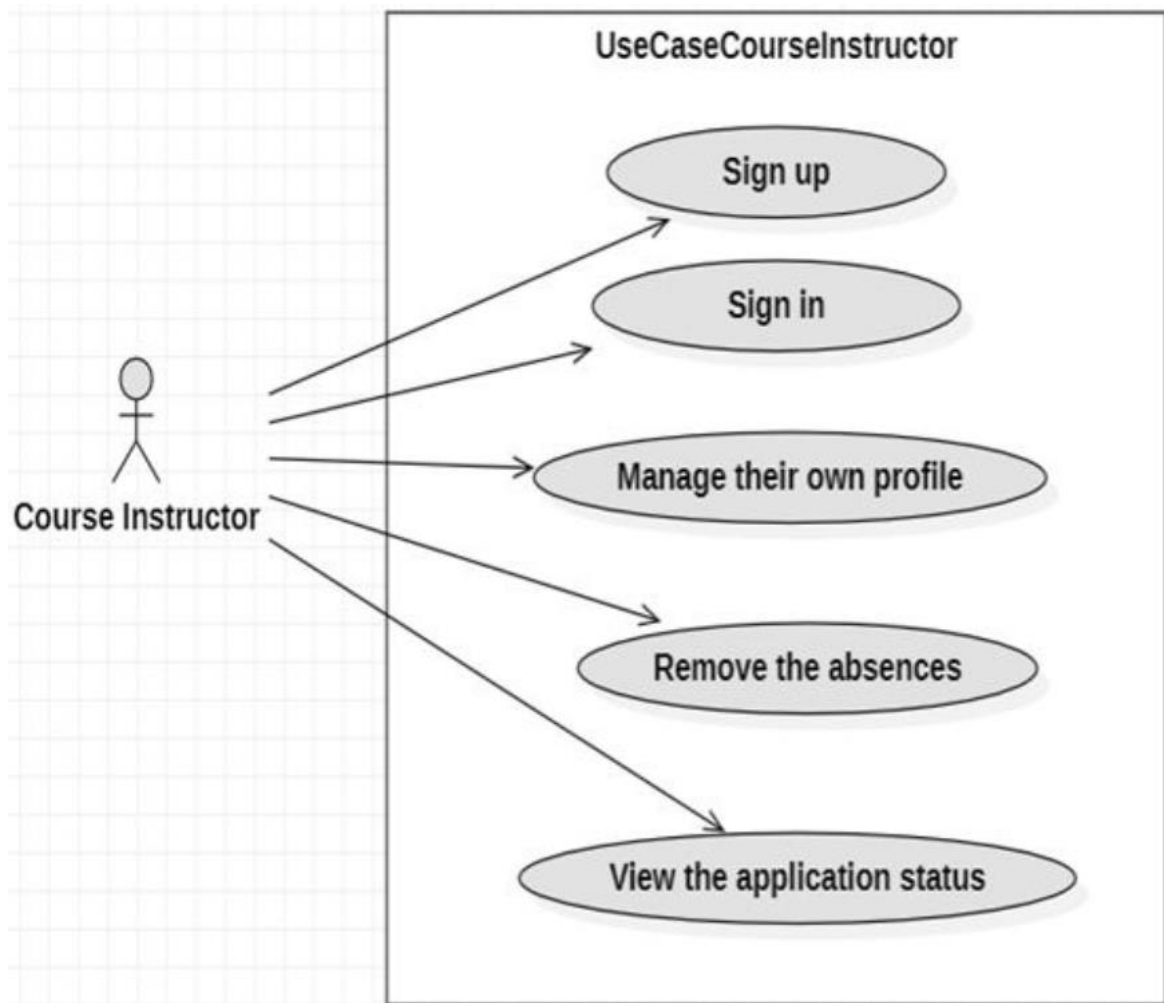 UseCaseCourseInstructor
Sign up
Sign in
Manage their own profile
Course Instructor
Remove the absences
View the application status